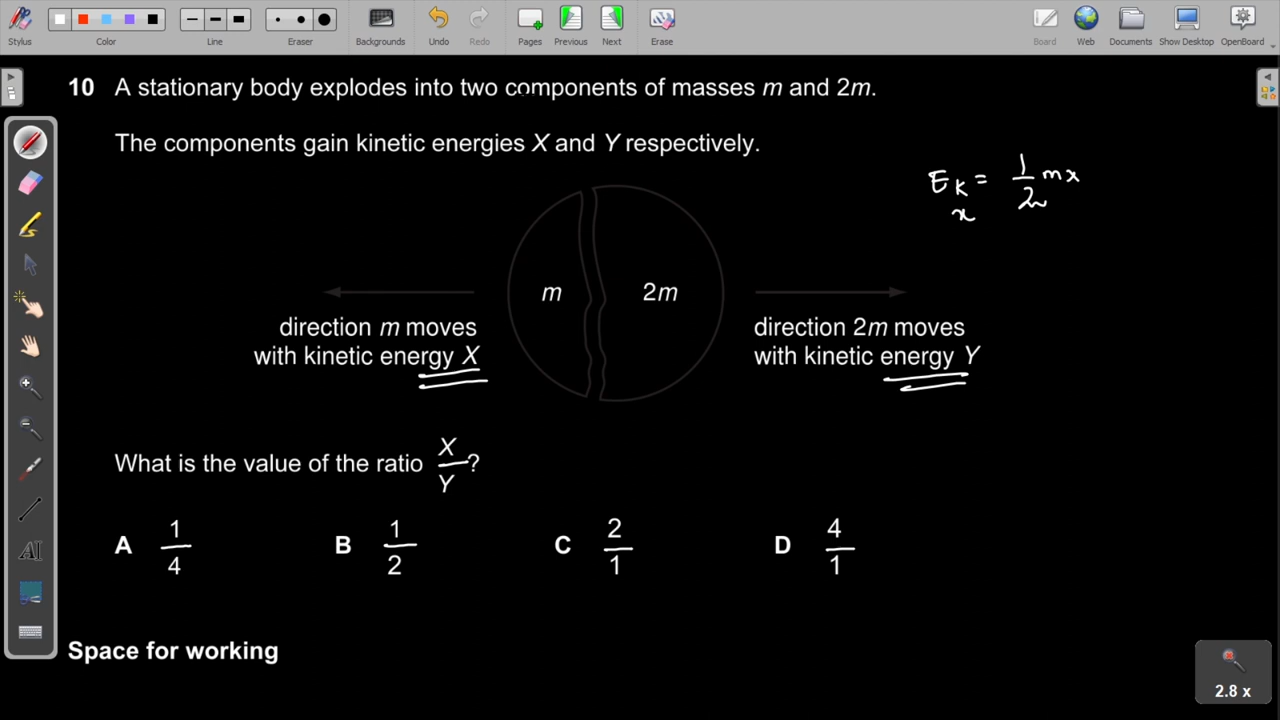 Stylus Color Line Eraser Backgrounds Undo Redo Pages Previous Next Erase Board Web Documents Show Desktop OpenBoard
10 A stationary body explodes into two components of masses m and 2m.
The components gain kinetic energies X and Y respectively.
E_K = 1/2 mx
x
m 2m
direction m moves
with kinetic energy X
direction 2m moves
with kinetic energy Y
What is the value of the ratio X/Y?
A 1/4 B 1/2 C 2/1 D 4/1
Space for working
2.8 x